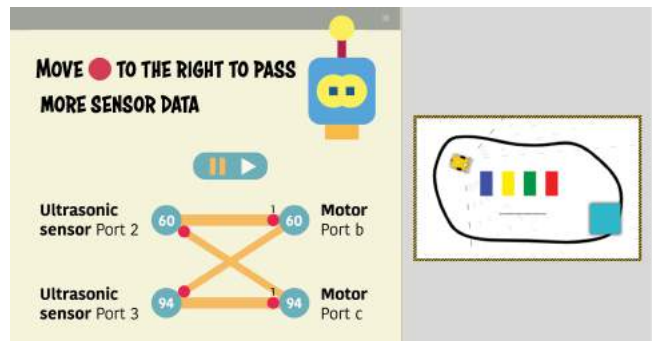 MOVE TO THE RIGHT TO PASS
MORE SENSOR DATA
Ultrasonic
sensor Port 2
60
1
60
Motor
Port b
Ultrasonic
sensor Port 3
94
1
94
Motor
Port c